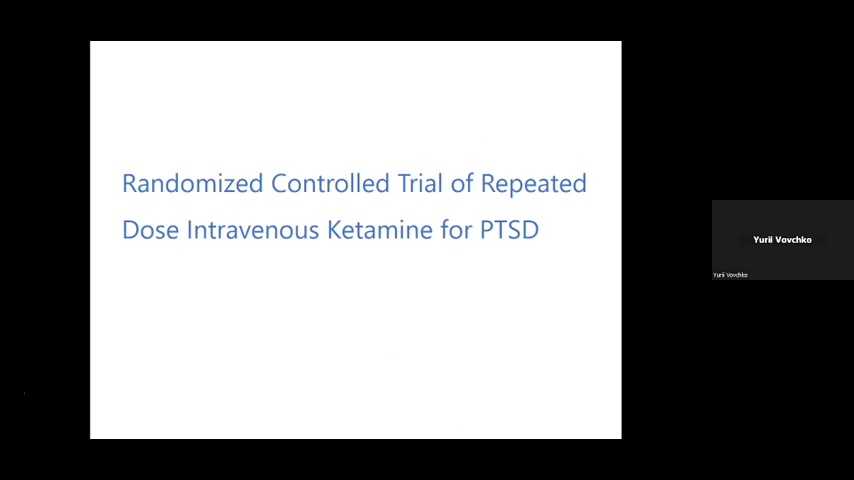 Randomized Controlled Trial of Repeated
Dose Intravenous Ketamine for PTSD
Yurii Vovchko
Yurii Vovchko